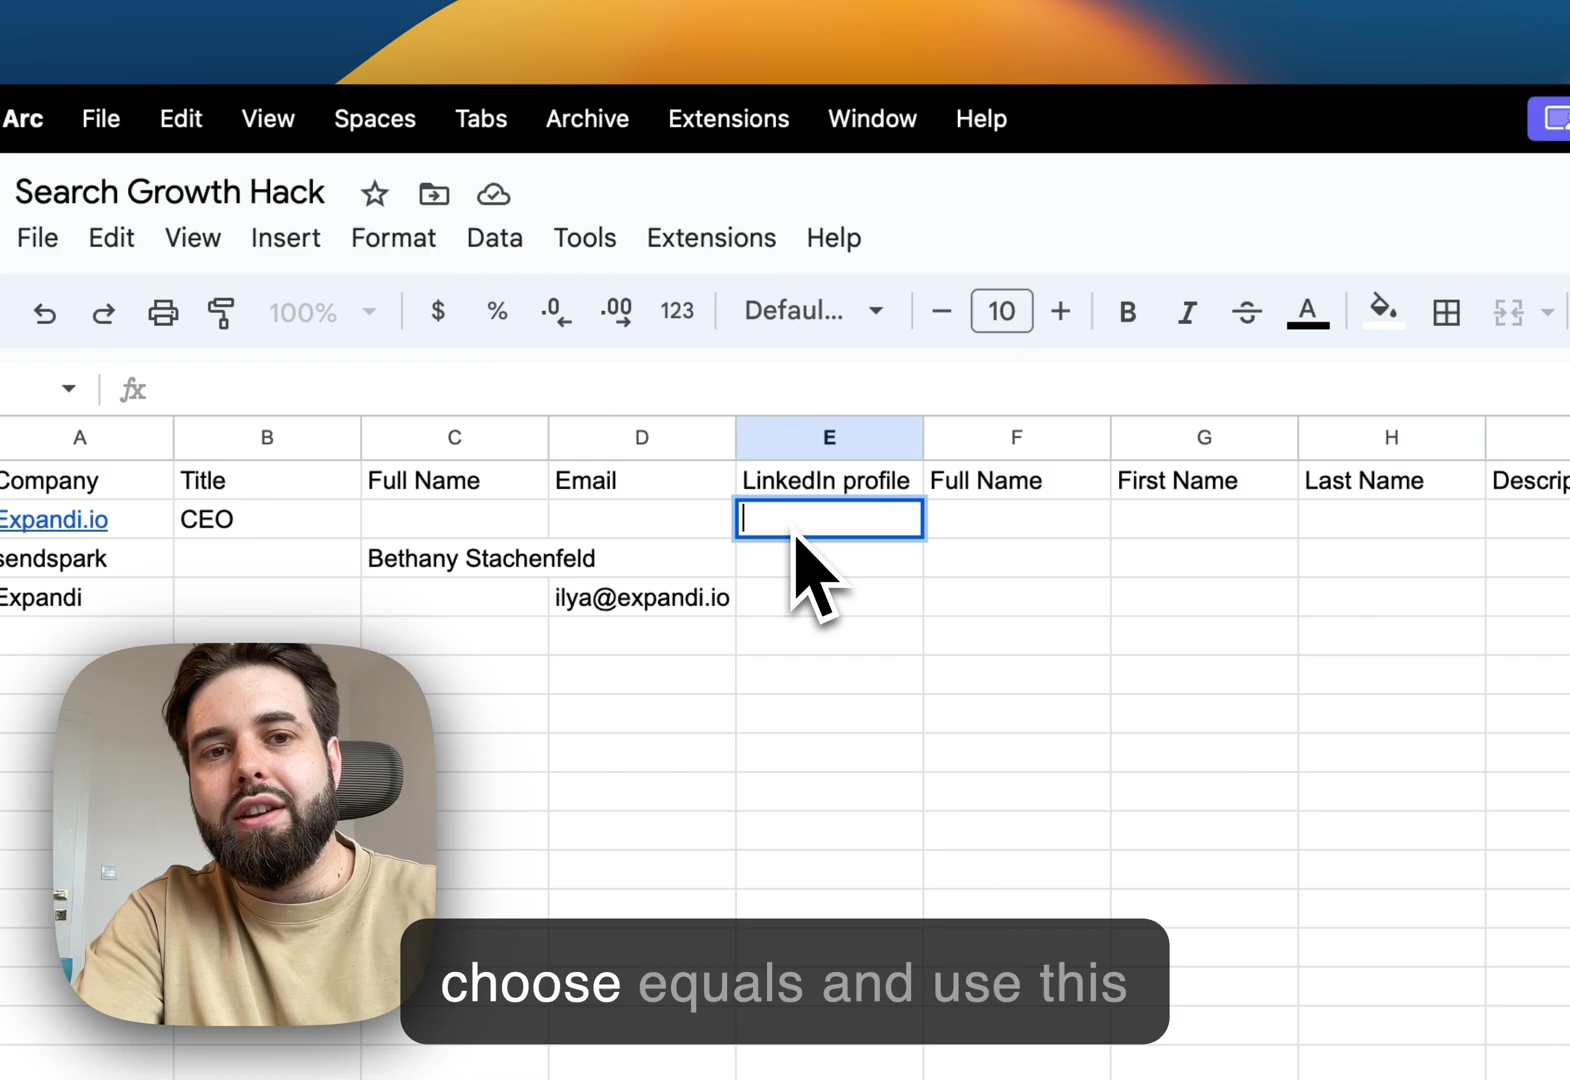 Arc File Edit View Spaces Tabs Archive Extensions Window Help
Search Growth Hack
File Edit View Insert Format Data Tools Extensions Help
100% $ % .0 .00 123 Defaul... 10 B I S A
fx
A B C D E F G H
Company Title Full Name Email LinkedIn profile Full Name First Name Last Name Descrip
Expandi.io CEO
sendspark Bethany Stachenfeld
Expandi ilya@expandi.io
choose equals and use this